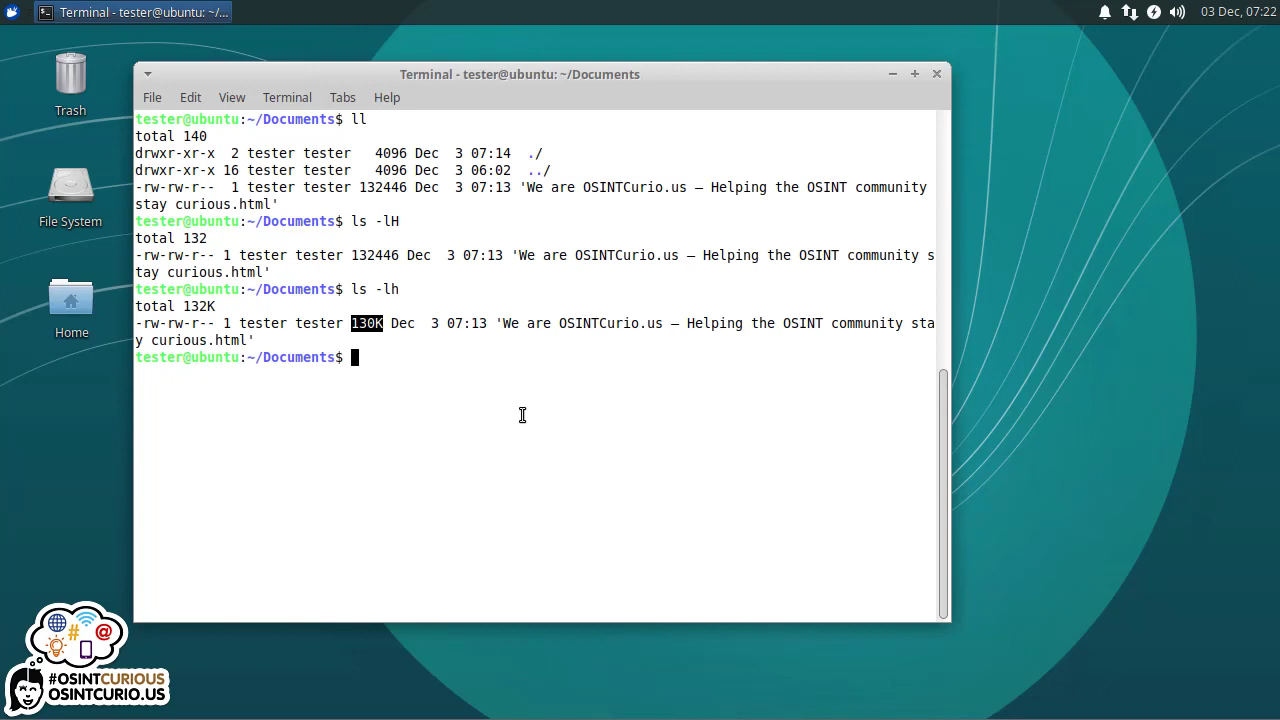 Terminal - tester@ubuntu: ~/...
03 Dec, 07:22
Trash
File System
Home
Terminal - tester@ubuntu: ~/Documents
File Edit View Terminal Tabs Help
tester@ubuntu:~/Documents$ ll
total 140
drwxr-xr-x  2 tester tester   4096 Dec  3 07:14  ./
drwxr-xr-x 16 tester tester   4096 Dec  3 06:02  ../
-rw-rw-r--  1 tester tester 132446 Dec  3 07:13 'We are OSINTCurio.us – Helping the OSINT community
stay curious.html'
tester@ubuntu:~/Documents$ ls -lH
total 132
-rw-rw-r-- 1 tester tester 132446 Dec  3 07:13 'We are OSINTCurio.us – Helping the OSINT community s
tay curious.html'
tester@ubuntu:~/Documents$ ls -lh
total 132K
-rw-rw-r-- 1 tester tester 130K Dec  3 07:13 'We are OSINTCurio.us – Helping the OSINT community sta
y curious.html'
tester@ubuntu:~/Documents$
#OSINTCURIOUS
OSINTCURIO.US